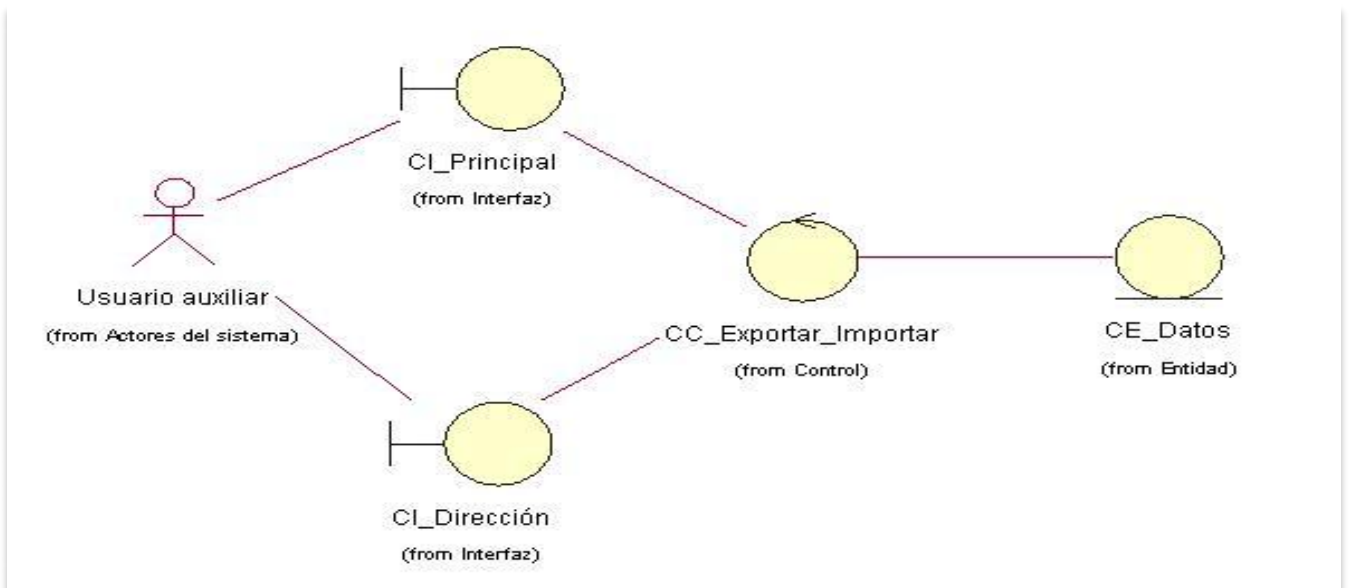 CI_Principal
(from Interfaz)
Usuario auxiliar
(from Actores del sistema)
CC_Exportar_Importar
(from Control)
CE_Datos
(from Entidad)
CI_Dirección
(from Interfaz)